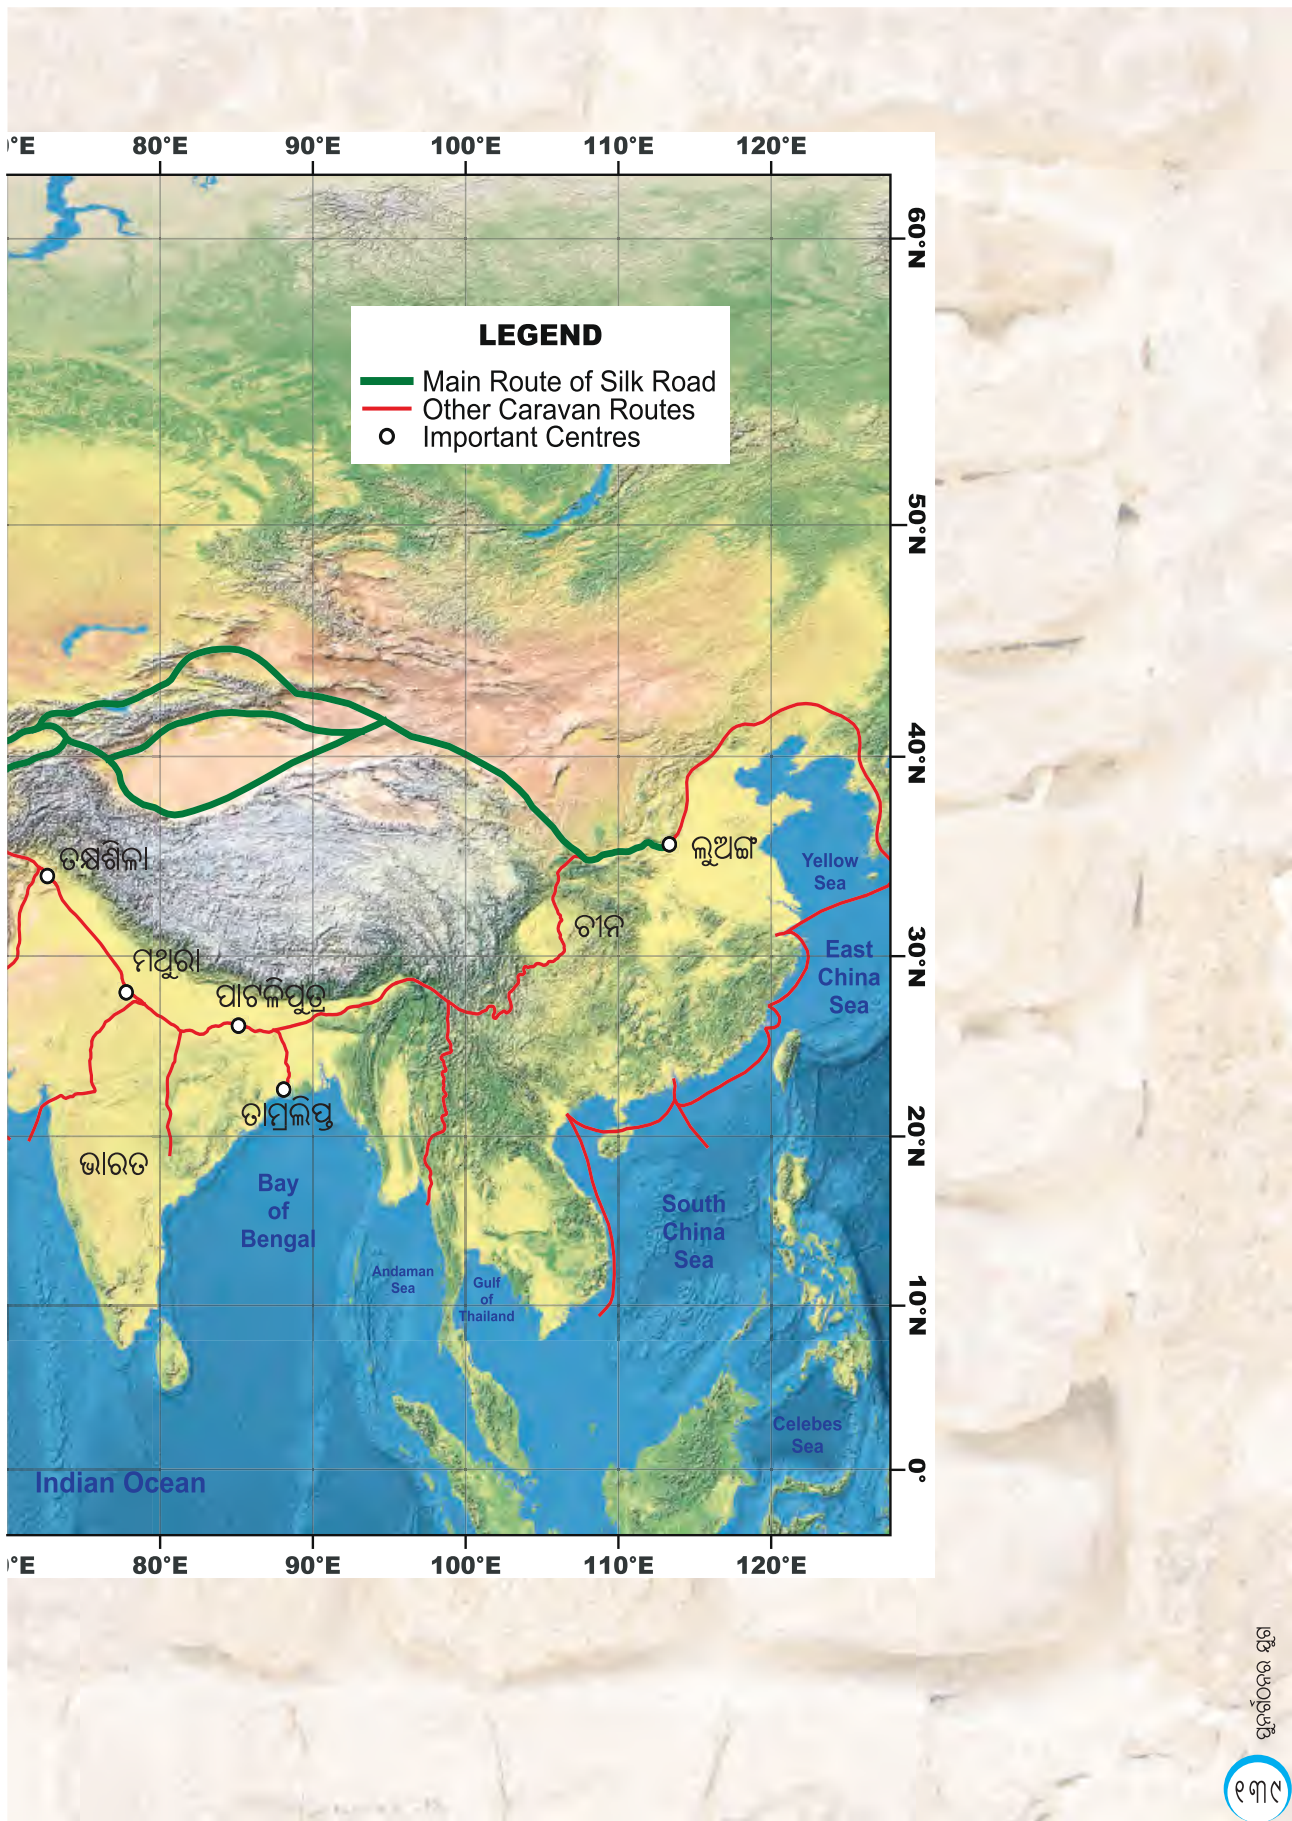 80°E 90°E 100°E 110°E 120°E
60°N
LEGEND
Main Route of Silk Road
Other Caravan Routes
Important Centres
50°N
40°N
ତକ୍ଷଶିଳା
ଲୁଅଙ୍ଗ
Yellow
Sea
ଚୀନ
ମଥୁରା
30°N
East
China
Sea
ପାଟଳିପୁତ୍ର
ତାମ୍ରଲିପ୍ତ
20°N
ଭାରତ
Bay
of
Bengal
South
China
Sea
Andaman
Sea
Gulf
of
Thailand
10°N
Celebes
Sea
Indian Ocean
0°
80°E 90°E 100°E 110°E 120°E
ପୁନର୍ଗଠନର ଯୁଗ
୧୩୯